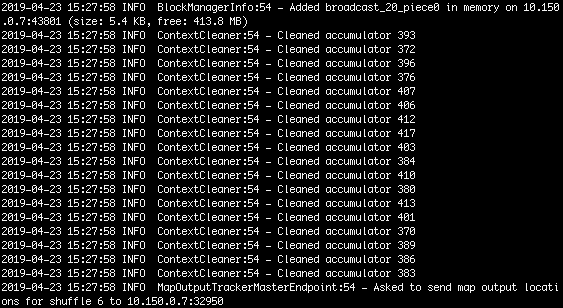 2019-04-23 15:27:58 INFO  BlockManagerInfo:54 - Added broadcast_20_piece0 in memory on 10.150
.0.7:43801 (size: 5.4 KB, free: 413.8 MB)
2019-04-23 15:27:58 INFO  ContextCleaner:54 - Cleaned accumulator 393
2019-04-23 15:27:58 INFO  ContextCleaner:54 - Cleaned accumulator 372
2019-04-23 15:27:58 INFO  ContextCleaner:54 - Cleaned accumulator 396
2019-04-23 15:27:58 INFO  ContextCleaner:54 - Cleaned accumulator 376
2019-04-23 15:27:58 INFO  ContextCleaner:54 - Cleaned accumulator 407
2019-04-23 15:27:58 INFO  ContextCleaner:54 - Cleaned accumulator 406
2019-04-23 15:27:58 INFO  ContextCleaner:54 - Cleaned accumulator 412
2019-04-23 15:27:58 INFO  ContextCleaner:54 - Cleaned accumulator 417
2019-04-23 15:27:58 INFO  ContextCleaner:54 - Cleaned accumulator 403
2019-04-23 15:27:58 INFO  ContextCleaner:54 - Cleaned accumulator 384
2019-04-23 15:27:58 INFO  ContextCleaner:54 - Cleaned accumulator 410
2019-04-23 15:27:58 INFO  ContextCleaner:54 - Cleaned accumulator 380
2019-04-23 15:27:58 INFO  ContextCleaner:54 - Cleaned accumulator 413
2019-04-23 15:27:58 INFO  ContextCleaner:54 - Cleaned accumulator 401
2019-04-23 15:27:58 INFO  ContextCleaner:54 - Cleaned accumulator 370
2019-04-23 15:27:58 INFO  ContextCleaner:54 - Cleaned accumulator 389
2019-04-23 15:27:58 INFO  ContextCleaner:54 - Cleaned accumulator 386
2019-04-23 15:27:58 INFO  ContextCleaner:54 - Cleaned accumulator 383
2019-04-23 15:27:58 INFO  MapOutputTrackerMasterEndpoint:54 - Asked to send map output locati
ons for shuffle 6 to 10.150.0.7:32950